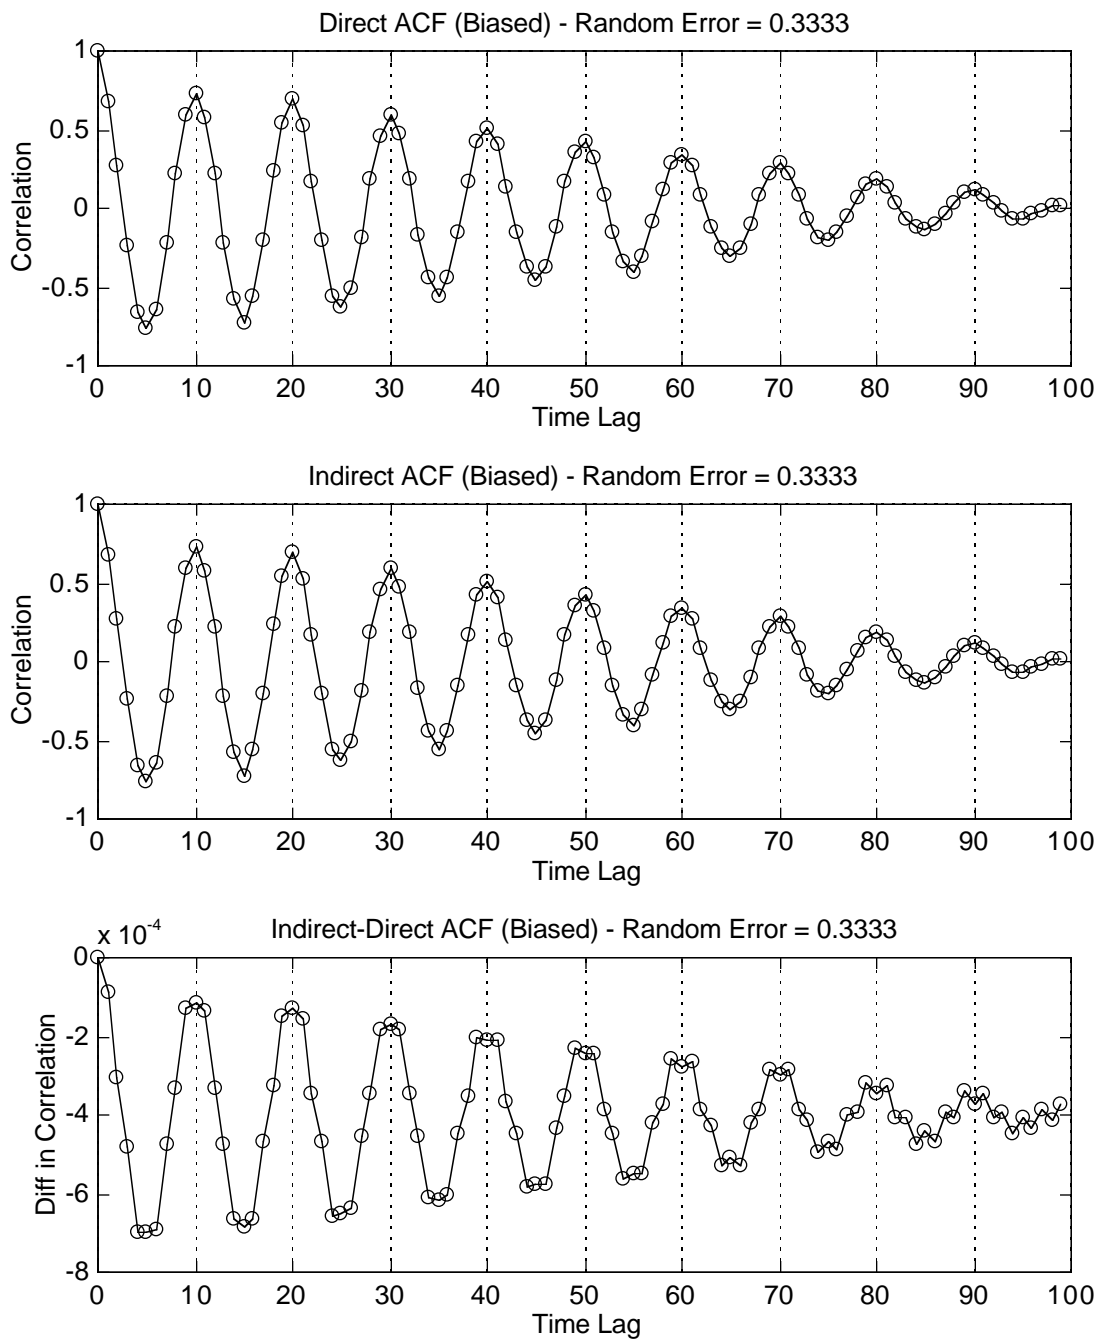 Direct ACF (Biased) - Random Error = 0.3333
1
0.5
0
-0.5
-1
Correlation
0 10 20 30 40 50 60 70 80 90 100
Time Lag
Indirect ACF (Biased) - Random Error = 0.3333
1
0.5
0
-0.5
-1
Correlation
0 10 20 30 40 50 60 70 80 90 100
Time Lag
x 10-4
Indirect-Direct ACF (Biased) - Random Error = 0.3333
0
-2
-4
-6
-8
Diff in Correlation
0 10 20 30 40 50 60 70 80 90 100
Time Lag